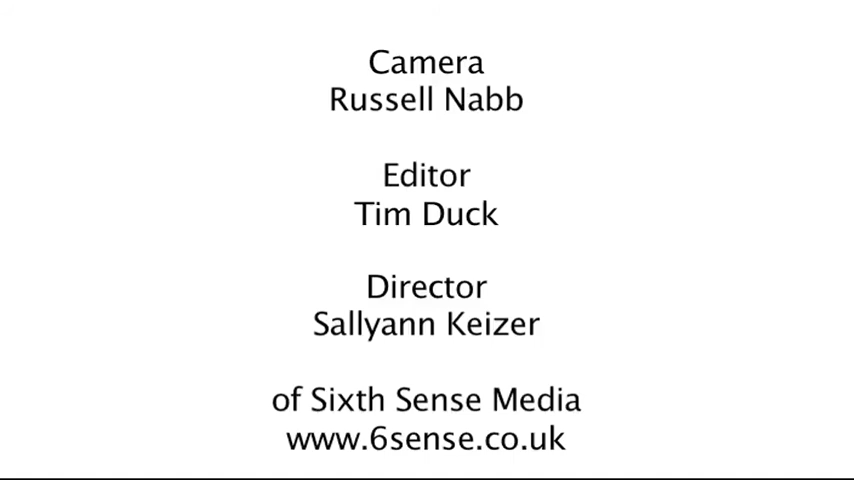 Camera
Russell Nabb
Editor
Tim Duck
Director
Sallyann Keizer
of Sixth Sense Media
www.6sense.co.uk